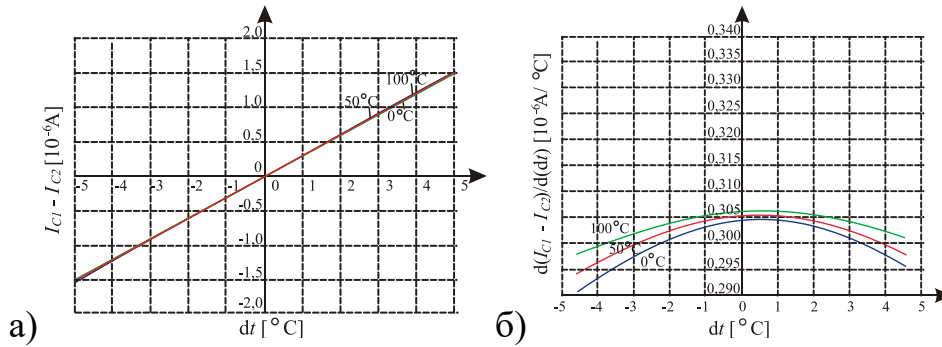 2,0
1,5
1,0
0,5
0
-0,5
-1,0
-1,5
-2,0
-5 -4 -3 -2 -1 0 1 2 3 4 5
100°C
50°C
0°C
I_C1 - I_C2 [10^-6 A]
dt [°C]
а)
0,340
0,335
0,330
0,325
0,320
0,315
0,310
0,305
0,300
0,295
0,290
-5 -4 -3 -2 -1 0 1 2 3 4 5
100°C
50°C
0°C
d(I_C1 - I_C2)/d(dt) [10^-6 A/ °C]
dt [°C]
б)